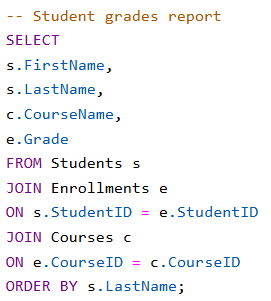 -- Student grades report
SELECT
s.FirstName,
s.LastName,
c.CourseName,
e.Grade
FROM Students s
JOIN Enrollments e
ON s.StudentID = e.StudentID
JOIN Courses c
ON e.CourseID = c.CourseID
ORDER BY s.LastName;